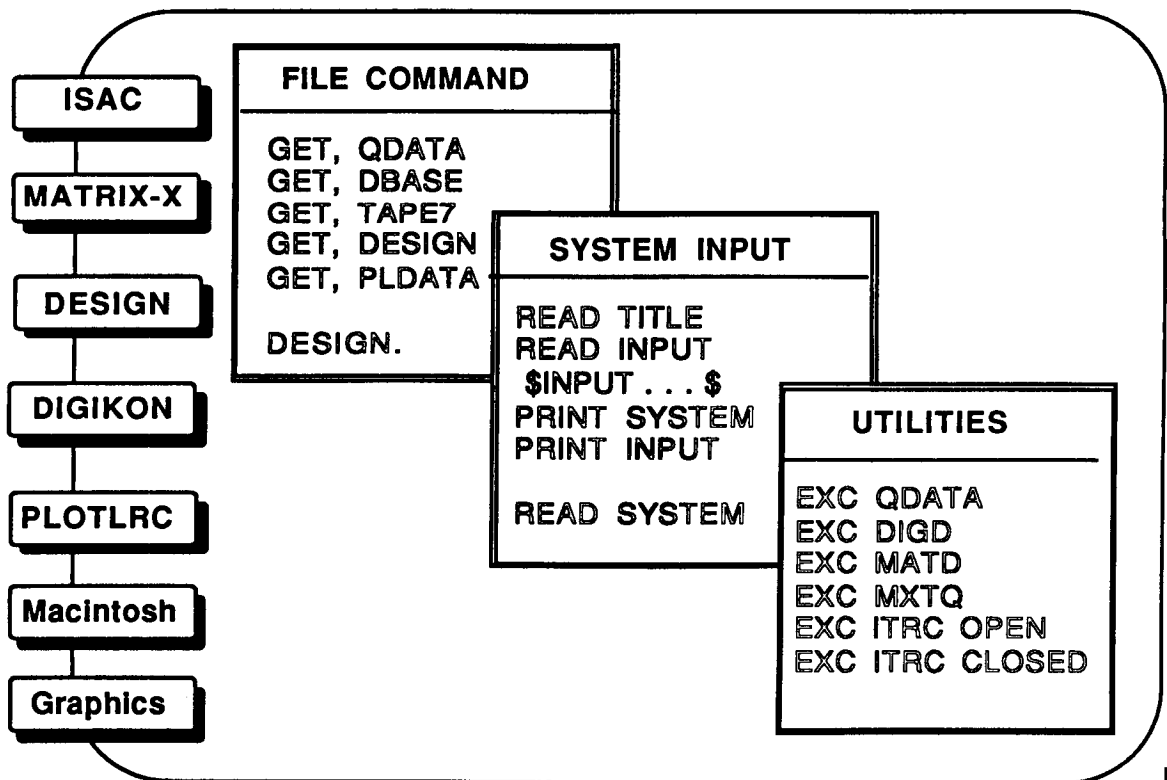 ISAC
MATRIX-X
DESIGN
DIGIKON
PLOTLRC
Macintosh
Graphics
FILE COMMAND
GET, QDATA
GET, DBASE
GET, TAPE7
GET, DESIGN
GET, PLDATA
DESIGN.
SYSTEM INPUT
READ TITLE
READ INPUT
$INPUT . . . $
PRINT SYSTEM
PRINT INPUT
READ SYSTEM
UTILITIES
EXC QDATA
EXC DIGD
EXC MATD
EXC MXTQ
EXC ITRC OPEN
EXC ITRC CLOSED